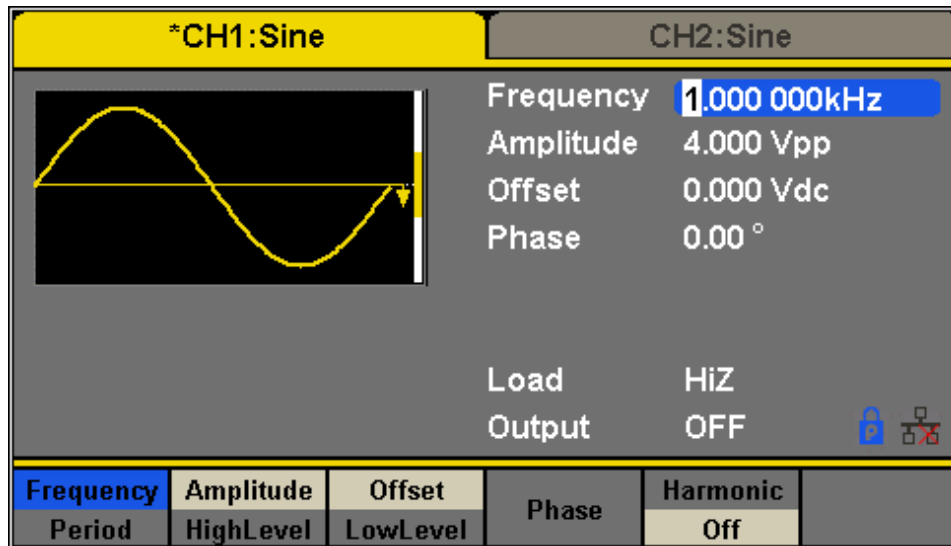 *CH1:Sine CH2:Sine
Frequency 1.000 000kHz
Amplitude 4.000 Vpp
Offset 0.000 Vdc
Phase 0.00 °
Load HiZ
Output OFF
P
Frequency Amplitude Offset Phase Harmonic
Period HighLevel LowLevel Off